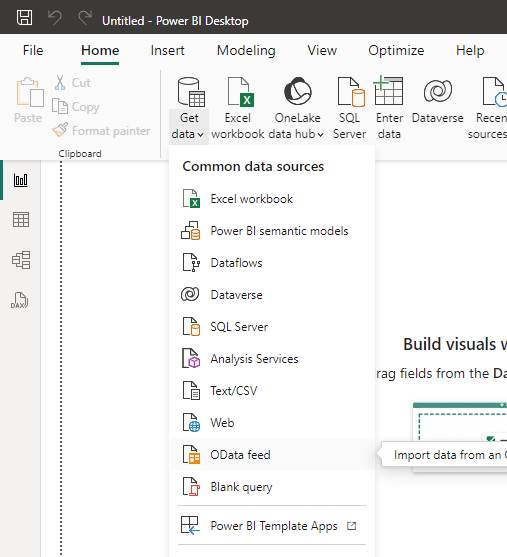 Untitled - Power BI Desktop
File Home Insert Modeling View Optimize Help
Paste
Cut
Copy
Format painter
Clipboard
Get data
Excel workbook
OneLake data hub
SQL Server
Enter data
Dataverse
Recen
sources
Common data sources
Excel workbook
Power BI semantic models
Dataflows
Dataverse
SQL Server
Analysis Services
Text/CSV
Web
OData feed
Blank query
Power BI Template Apps
DAX
Build visuals w
rag fields from the Da
Import data from an O